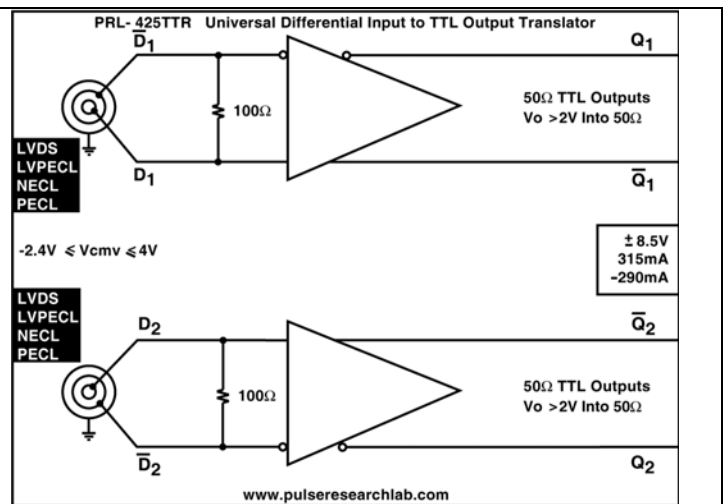 PRL- 425TTR Universal Differential Input to TTL Output Translator
D̅1
Q1
100Ω
50Ω TTL Outputs
Vo >2V Into 50Ω
LVDS
LVPECL
NECL
PECL
D1
Q̅1
-2.4V ⩽ Vcmv ⩽4V
± 8.5V
315mA
-290mA
LVDS
LVPECL
NECL
PECL
D2
Q̅2
100Ω
50Ω TTL Outputs
Vo >2V Into 50Ω
D̅2
Q2
www.pulseresearchlab.com